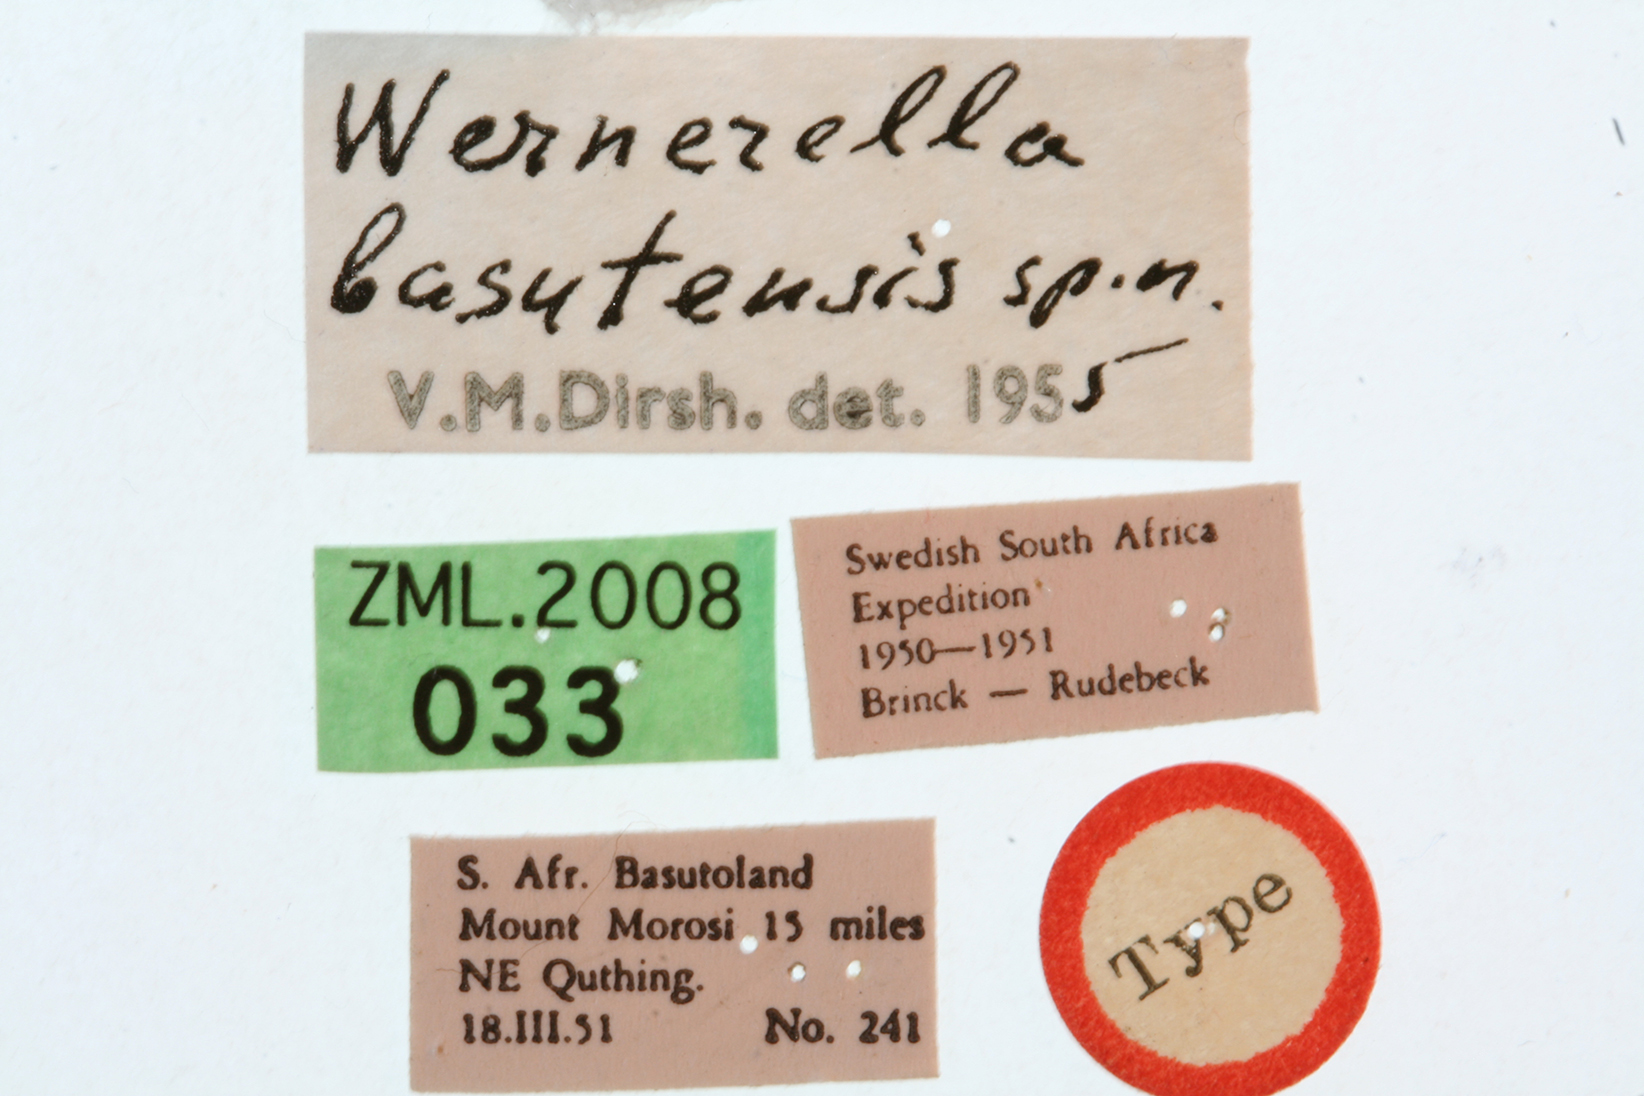 Wernerella
basutensis sp.n.
V.M.Dirsh. det. 1955
ZML.2008
033
Swedish South Africa
Expedition
1950—1951
Brinck — Rudebeck
S. Afr. Basutoland
Mount Morosi 15 miles
NE Quthing.
18.III.51 No. 241
Type